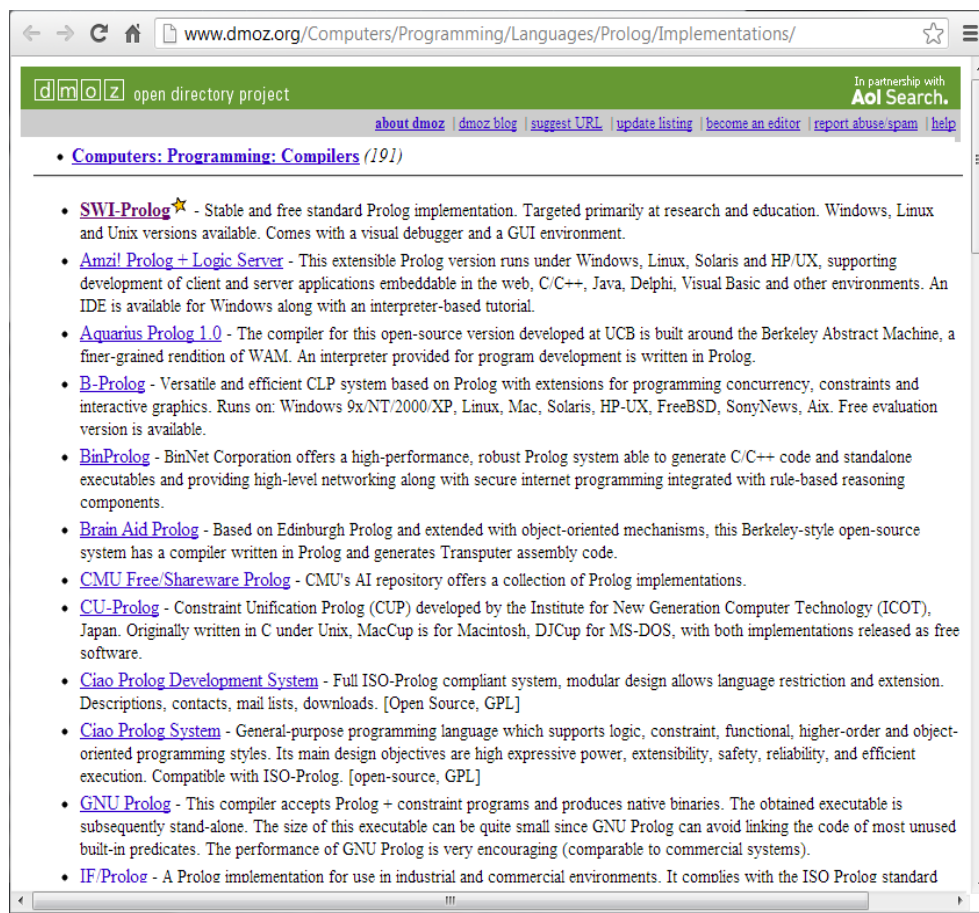 www.dmoz.org/Computers/Programming/Languages/Prolog/Implementations/
dmoz open directory project
In partnership with
Aol Search.
about dmoz | dmoz blog | suggest URL | update listing | become an editor | report abuse/spam | help
• Computers: Programming: Compilers (191)
• SWI-Prolog - Stable and free standard Prolog implementation. Targeted primarily at research and education. Windows, Linux
and Unix versions available. Comes with a visual debugger and a GUI environment.
• Amzi! Prolog + Logic Server - This extensible Prolog version runs under Windows, Linux, Solaris and HP/UX, supporting
development of client and server applications embeddable in the web, C/C++, Java, Delphi, Visual Basic and other environments. An
IDE is available for Windows along with an interpreter-based tutorial.
• Aquarius Prolog 1.0 - The compiler for this open-source version developed at UCB is built around the Berkeley Abstract Machine, a
finer-grained rendition of WAM. An interpreter provided for program development is written in Prolog.
• B-Prolog - Versatile and efficient CLP system based on Prolog with extensions for programming concurrency, constraints and
interactive graphics. Runs on: Windows 9x/NT/2000/XP, Linux, Mac, Solaris, HP-UX, FreeBSD, SonyNews, Aix. Free evaluation
version is available.
• BinProlog - BinNet Corporation offers a high-performance, robust Prolog system able to generate C/C++ code and standalone
executables and providing high-level networking along with secure internet programming integrated with rule-based reasoning
components.
• Brain Aid Prolog - Based on Edinburgh Prolog and extended with object-oriented mechanisms, this Berkeley-style open-source
system has a compiler written in Prolog and generates Transputer assembly code.
• CMU Free/Shareware Prolog - CMU's AI repository offers a collection of Prolog implementations.
• CU-Prolog - Constraint Unification Prolog (CUP) developed by the Institute for New Generation Computer Technology (ICOT),
Japan. Originally written in C under Unix, MacCup is for Macintosh, DJCup for MS-DOS, with both implementations released as free
software.
• Ciao Prolog Development System - Full ISO-Prolog compliant system, modular design allows language restriction and extension.
Descriptions, contacts, mail lists, downloads. [Open Source, GPL]
• Ciao Prolog System - General-purpose programming language which supports logic, constraint, functional, higher-order and object-
oriented programming styles. Its main design objectives are high expressive power, extensibility, safety, reliability, and efficient
execution. Compatible with ISO-Prolog. [open-source, GPL]
• GNU Prolog - This compiler accepts Prolog + constraint programs and produces native binaries. The obtained executable is
subsequently stand-alone. The size of this executable can be quite small since GNU Prolog can avoid linking the code of most unused
built-in predicates. The performance of GNU Prolog is very encouraging (comparable to commercial systems).
• IF/Prolog - A Prolog implementation for use in industrial and commercial environments. It complies with the ISO Prolog standard